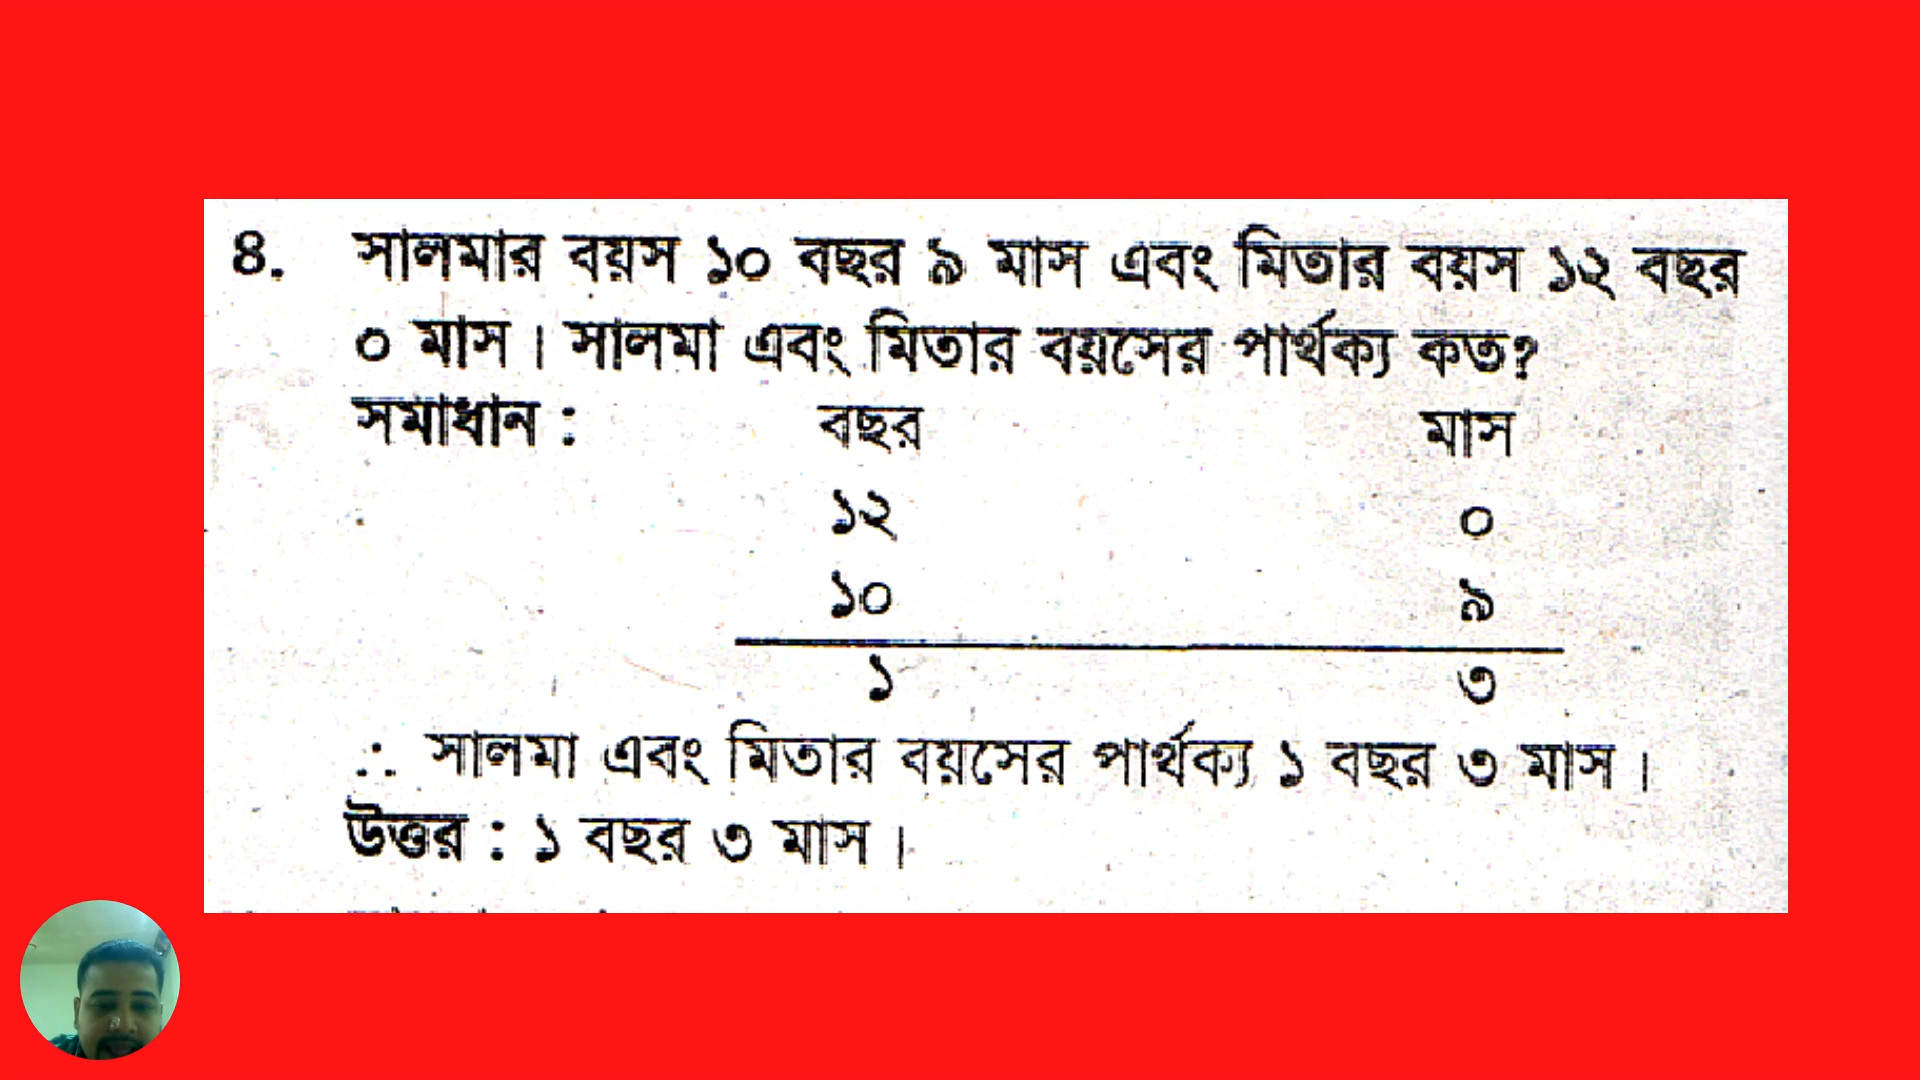 ৪. সালমার বয়স ১০ বছর ৯ মাস এবং মিতার বয়স ১২ বছর
০ মাস। সালমা এবং মিতার বয়সের পার্থক্য কত?
সমাধান : বছর মাস
১২ ০
১০ ৯
১ ৩
∴ সালমা এবং মিতার বয়সের পার্থক্য ১ বছর ৩ মাস।
উত্তর : ১ বছর ৩ মাস।